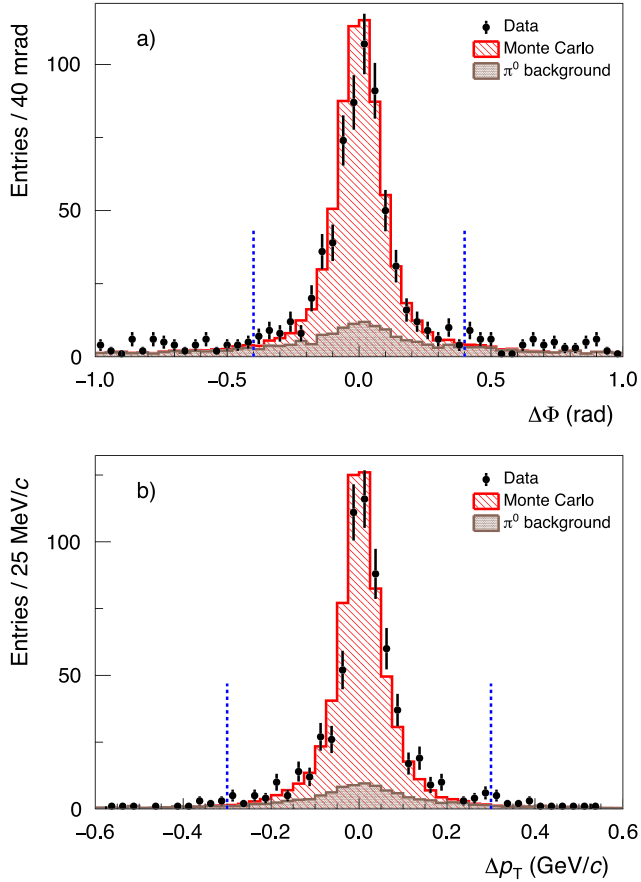 a)
Data
Monte Carlo
π⁰ background
Entries / 40 mrad
100
50
0
−1.0 −0.5 0.0 0.5 1.0
ΔΦ (rad)
b)
Data
Monte Carlo
π⁰ background
Entries / 25 MeV/c
100
50
0
−0.6 −0.4 −0.2 0.0 0.2 0.4 0.6
Δp_T (GeV/c)